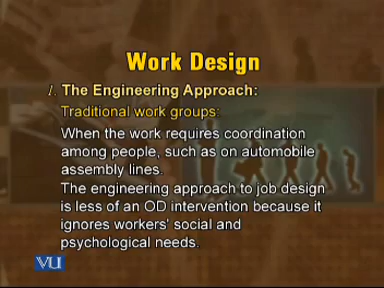 Work Design
1. The Engineering Approach:
Traditional work groups:
When the work requires coordination
among people, such as on automobile
assembly lines.
The engineering approach to job design
is less of an OD intervention because it
ignores workers' social and
psychological needs.
VU